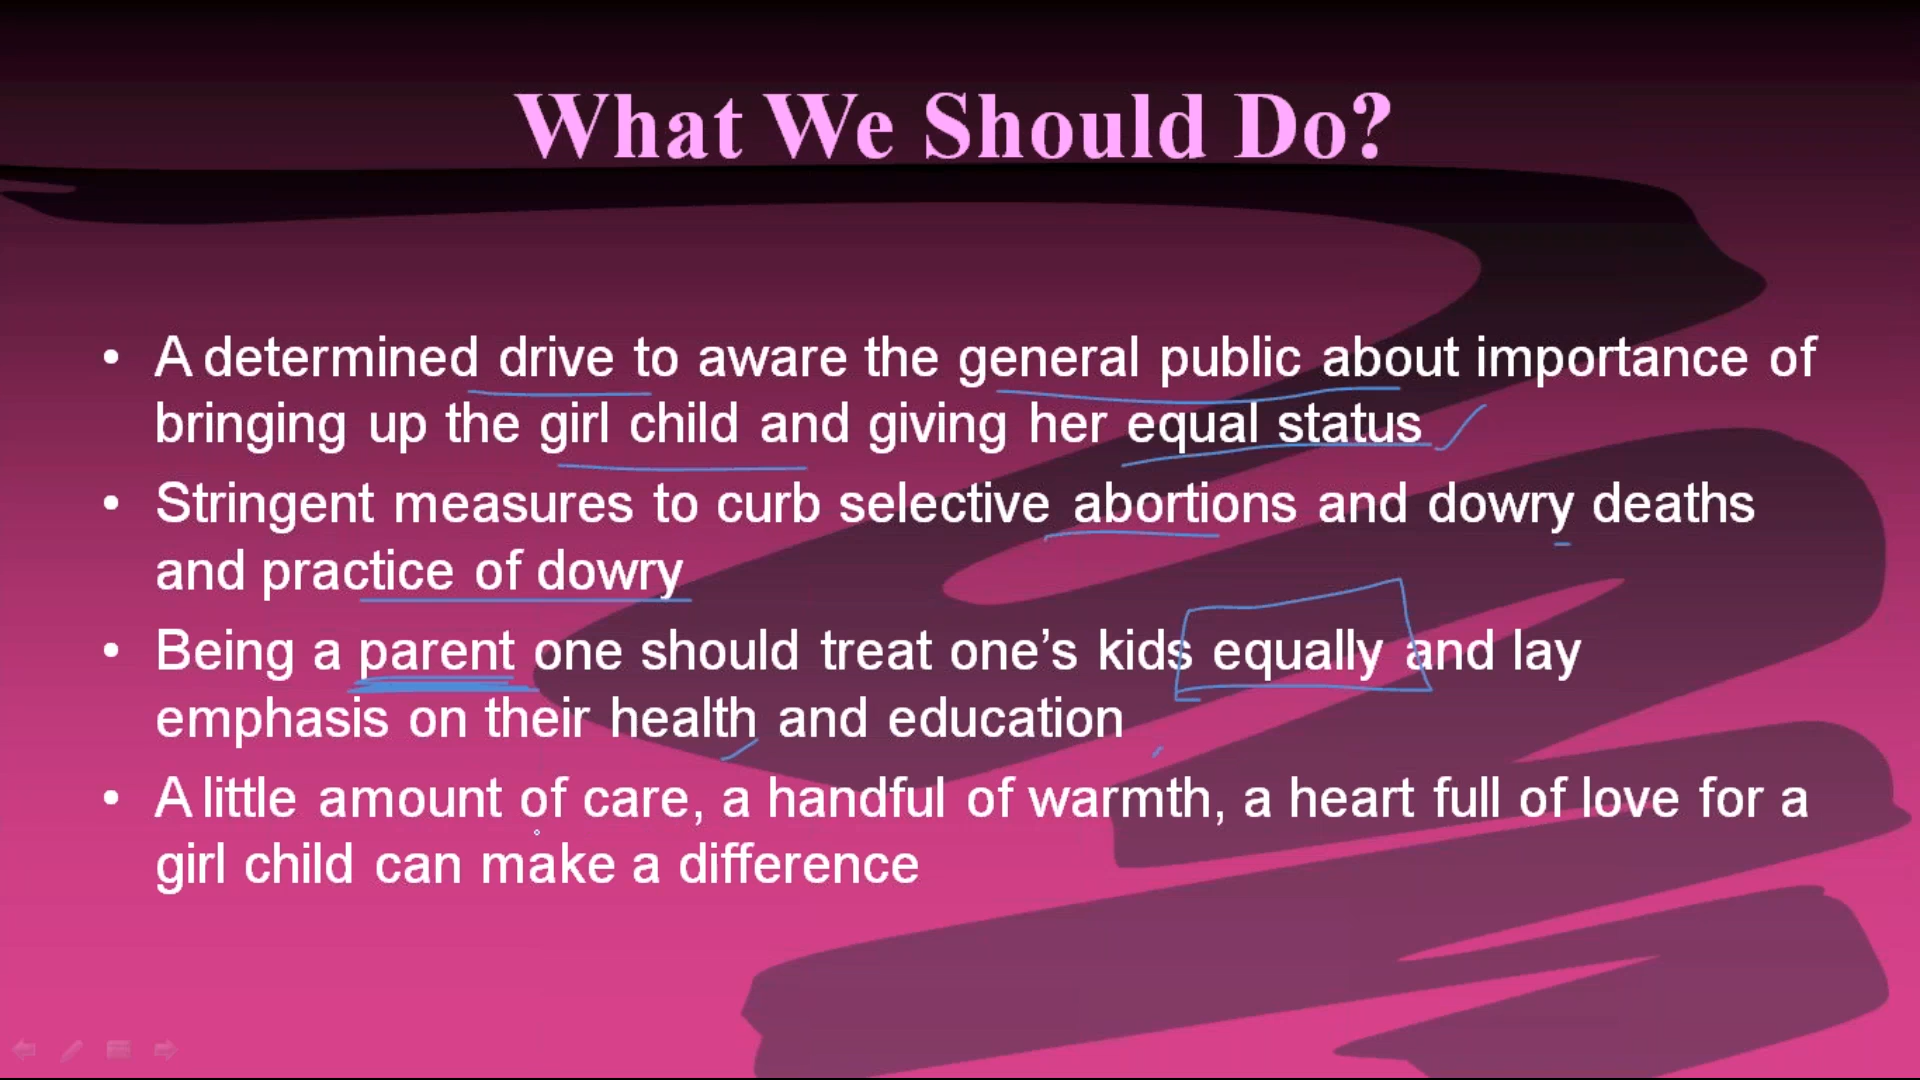 What We Should Do?
• A determined drive to aware the general public about importance of
bringing up the girl child and giving her equal status
• Stringent measures to curb selective abortions and dowry deaths
and practice of dowry
• Being a parent one should treat one’s kids equally and lay
emphasis on their health and education
• A little amount of care, a handful of warmth, a heart full of love for a
girl child can make a difference